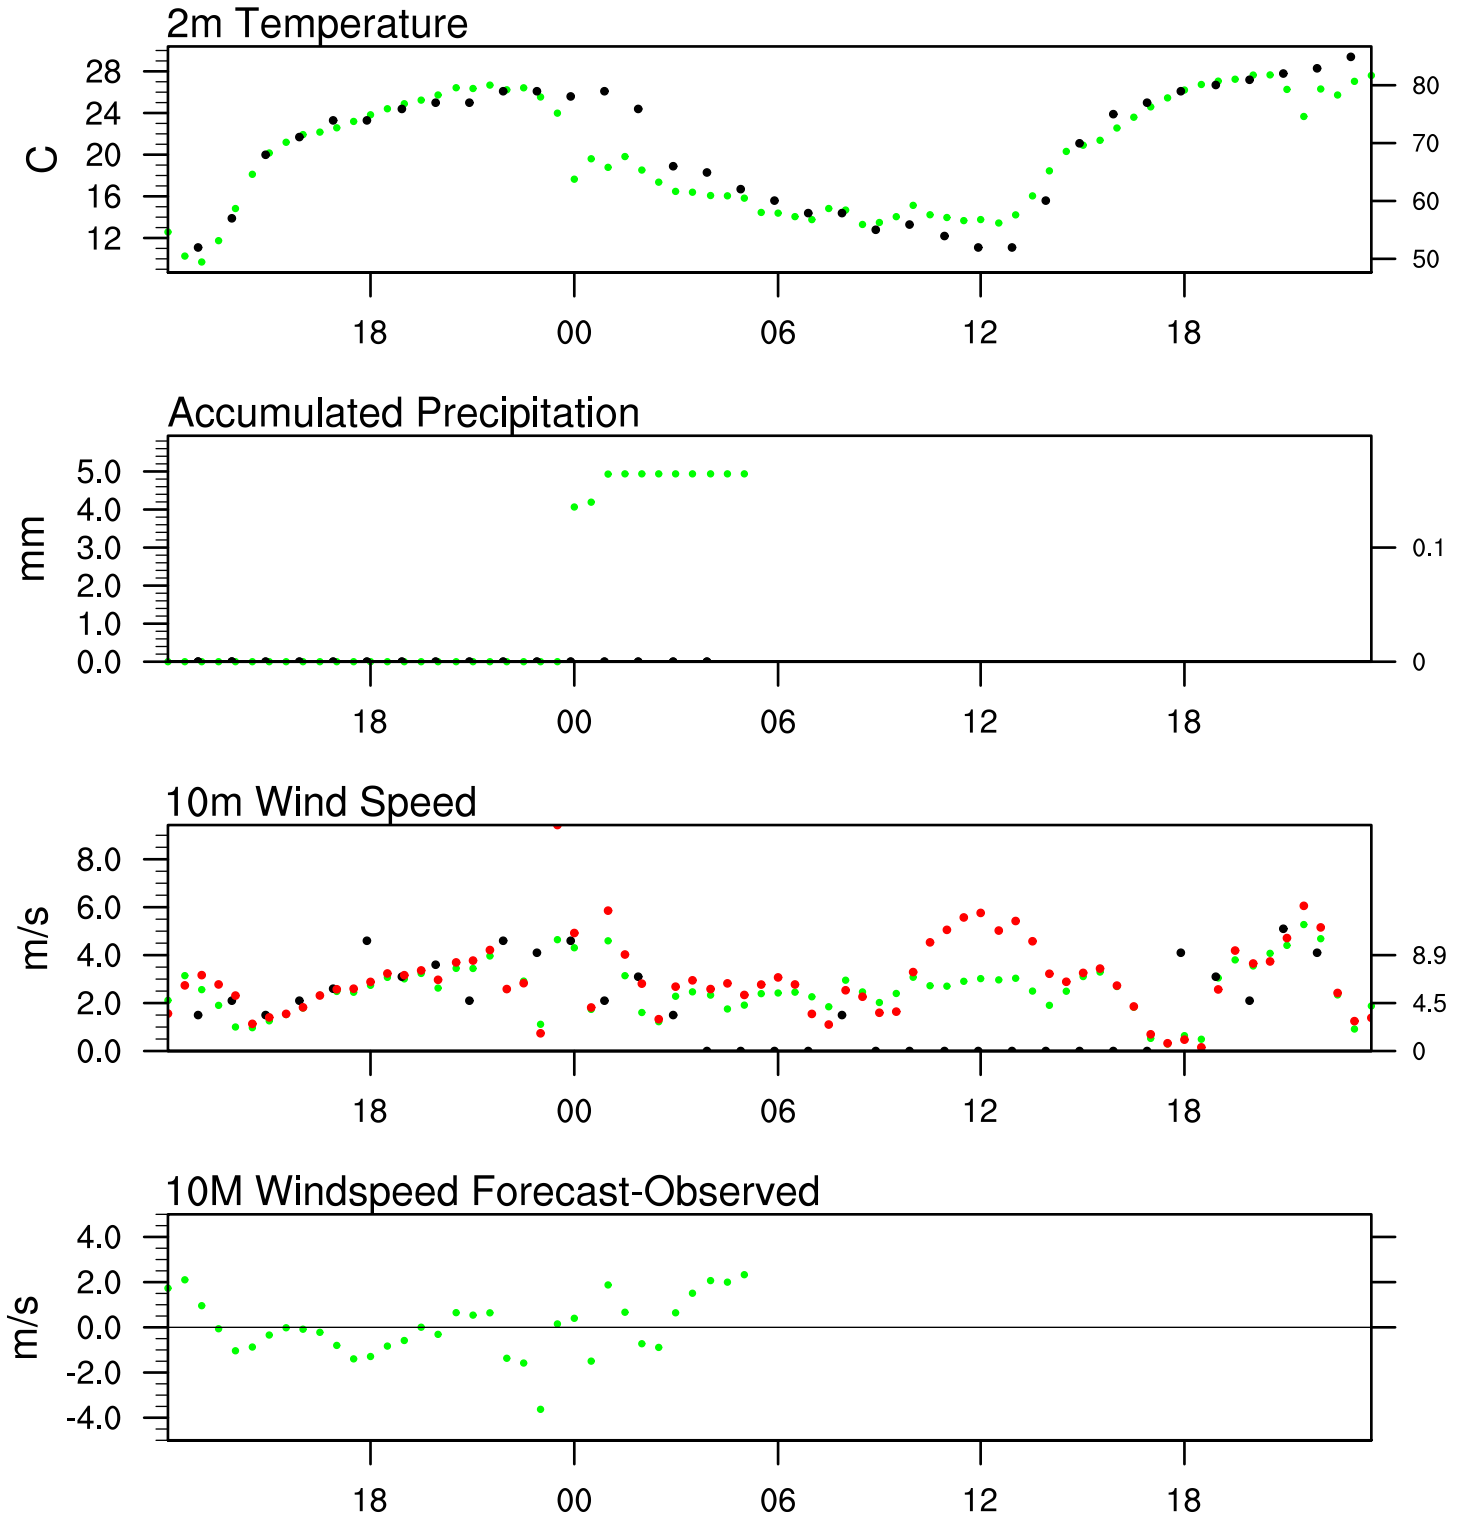 2m Temperature
28
24
20
16
12
C
80
70
60
50
18 00 06 12 18
Accumulated Precipitation
5.0
4.0
3.0
2.0
1.0
0.0
mm
0.1
0
18 00 06 12 18
10m Wind Speed
8.0
6.0
4.0
2.0
0.0
m/s
8.9
4.5
0
18 00 06 12 18
10M Windspeed Forecast-Observed
4.0
2.0
0.0
-2.0
-4.0
m/s
18 00 06 12 18